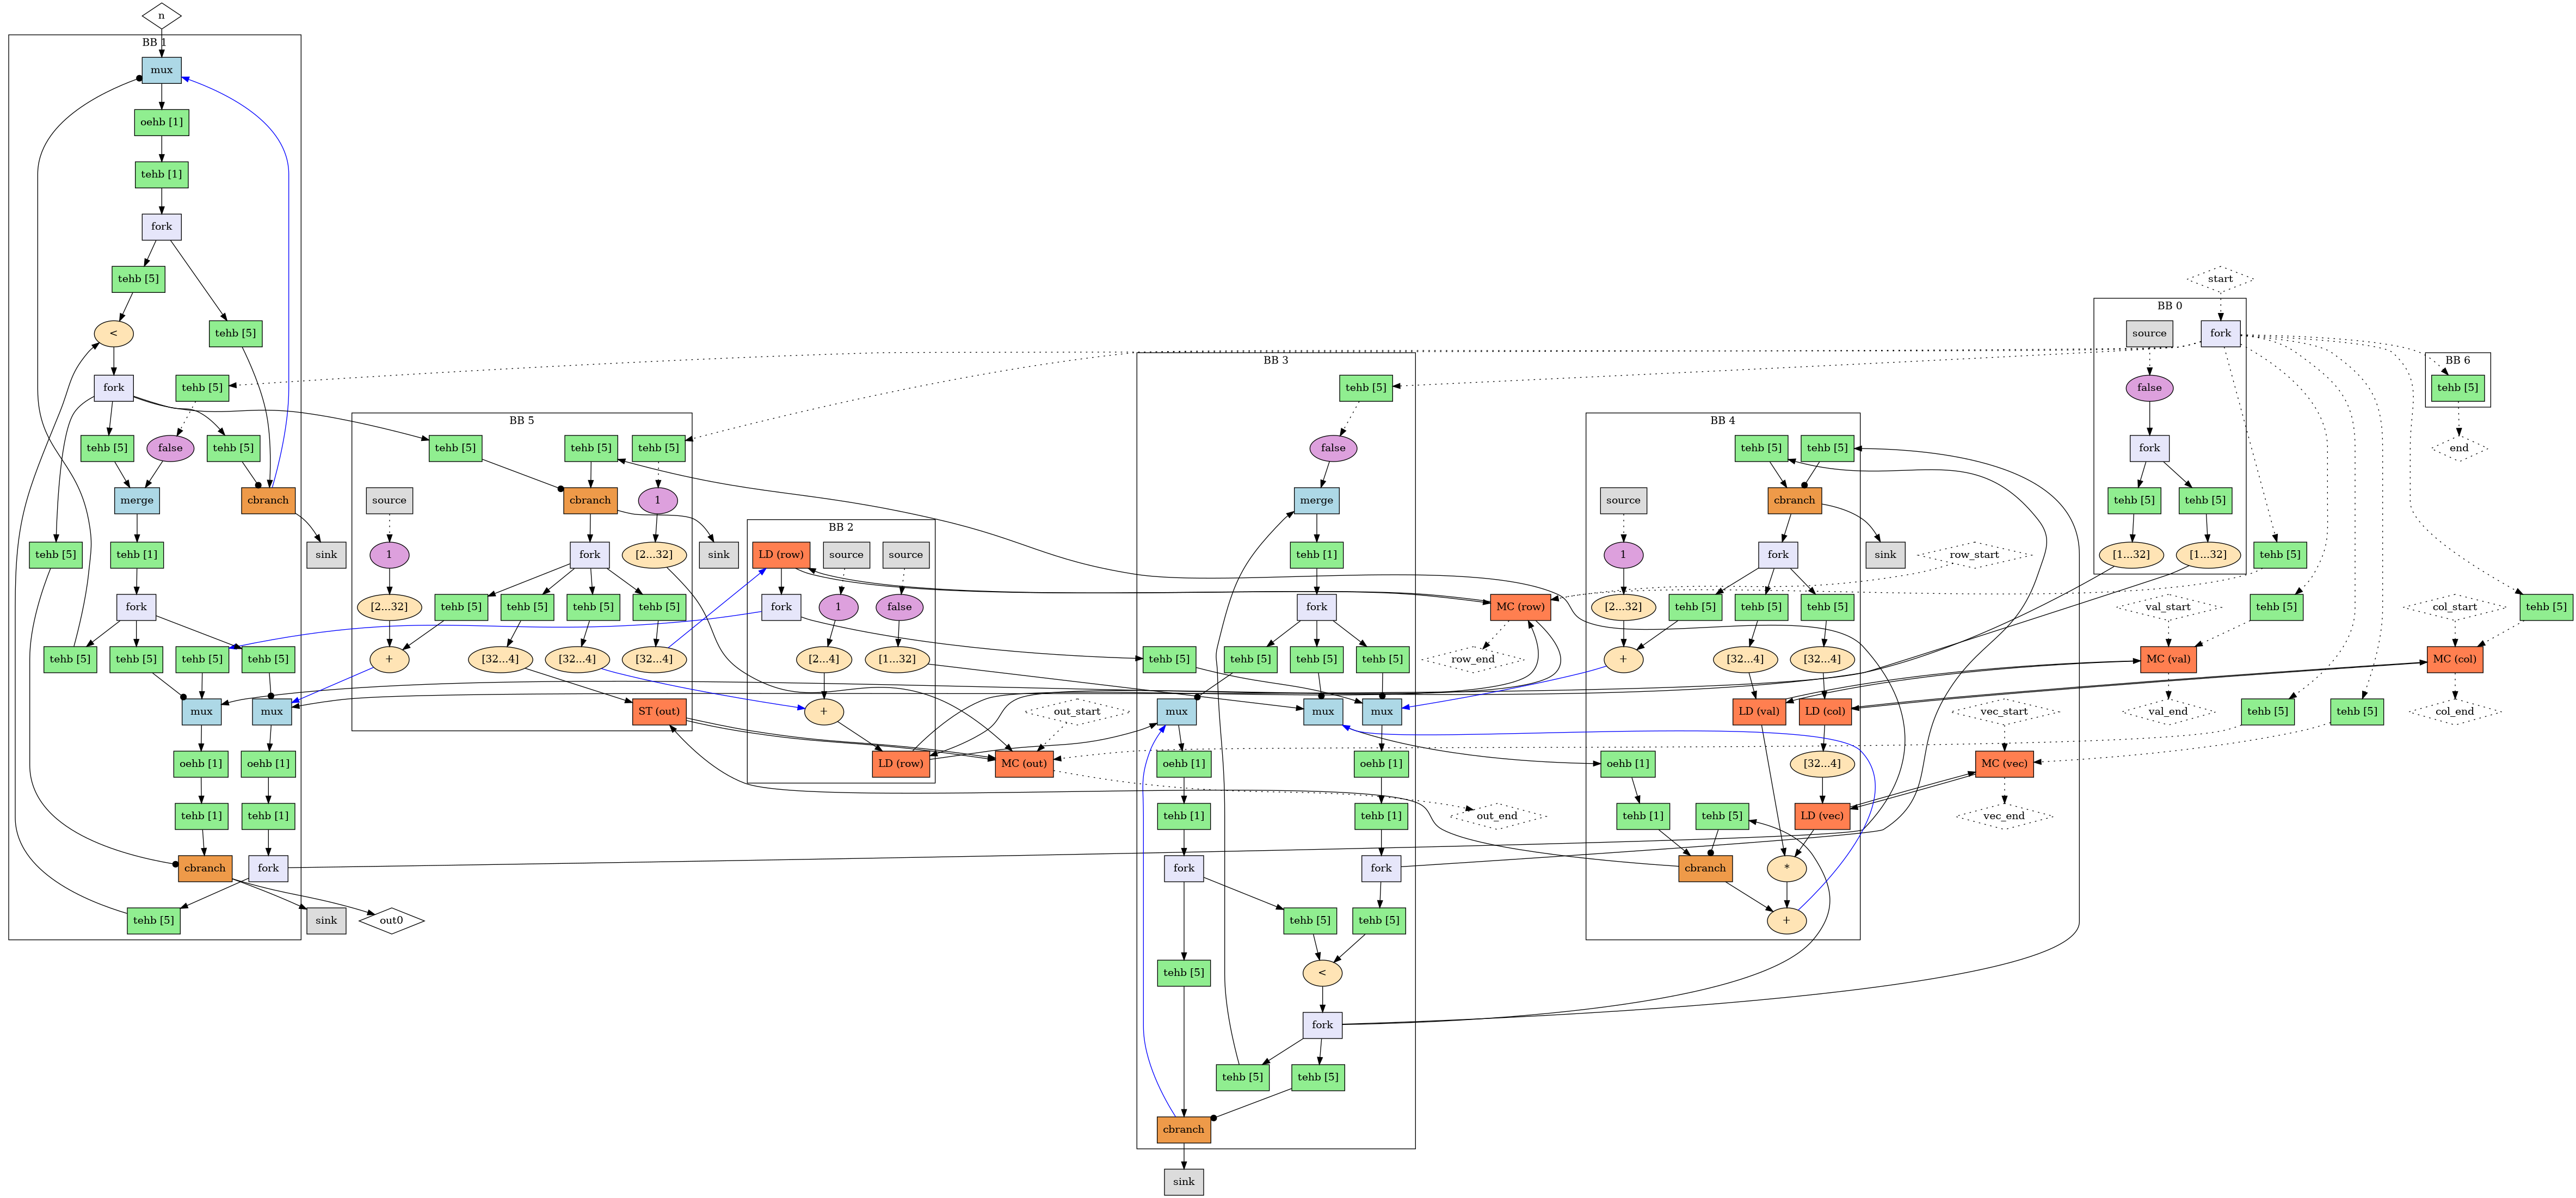 n
BB 1
mux
oehb [1]
tehb [1]
fork
tehb [5]
tehb [5]
<
fork
tehb [5]
tehb [5]
false
tehb [5]
merge
cbranch
tehb [5]
tehb [1]
sink
fork
tehb [5]
tehb [5]
tehb [5]
tehb [5]
mux
mux
oehb [1]
oehb [1]
tehb [1]
tehb [1]
cbranch
fork
tehb [5]
sink
out0
BB 5
tehb [5]
tehb [5]
tehb [5]
source
cbranch
1
1
fork
[2...32]
sink
[2...32]
tehb [5]
tehb [5]
tehb [5]
tehb [5]
+
[32...4]
[32...4]
[32...4]
ST (out)
BB 2
LD (row)
source
source
fork
1
false
[2...4]
[1...32]
+
LD (row)
out_start
MC (out)
out_end
BB 3
tehb [5]
false
merge
tehb [1]
fork
tehb [5]
tehb [5]
tehb [5]
tehb [5]
mux
mux
mux
oehb [1]
oehb [1]
tehb [1]
tehb [1]
fork
fork
tehb [5]
tehb [5]
tehb [5]
<
fork
tehb [5]
tehb [5]
cbranch
sink
row_start
MC (row)
row_end
BB 4
tehb [5]
tehb [5]
source
cbranch
1
fork
sink
[2...32]
tehb [5]
tehb [5]
tehb [5]
+
[32...4]
[32...4]
LD (val)
LD (col)
oehb [1]
[32...4]
tehb [1]
tehb [5]
LD (vec)
cbranch
*
+
start
BB 0
source
fork
false
fork
tehb [5]
tehb [5]
[1...32]
[1...32]
tehb [5]
BB 6
tehb [5]
end
val_start
tehb [5]
col_start
tehb [5]
MC (val)
MC (col)
vec_start
val_end
tehb [5]
tehb [5]
col_end
MC (vec)
vec_end